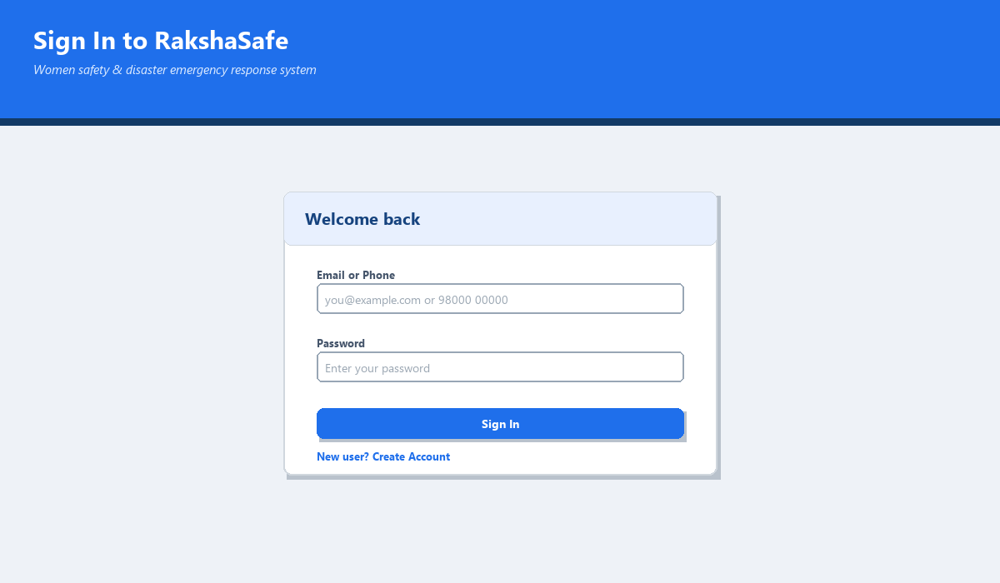 Sign In to RakshaSafe
Women safety & disaster emergency response system
Welcome back
Email or Phone
you@example.com or 98000 00000
Password
Enter your password
Sign In
New user? Create Account